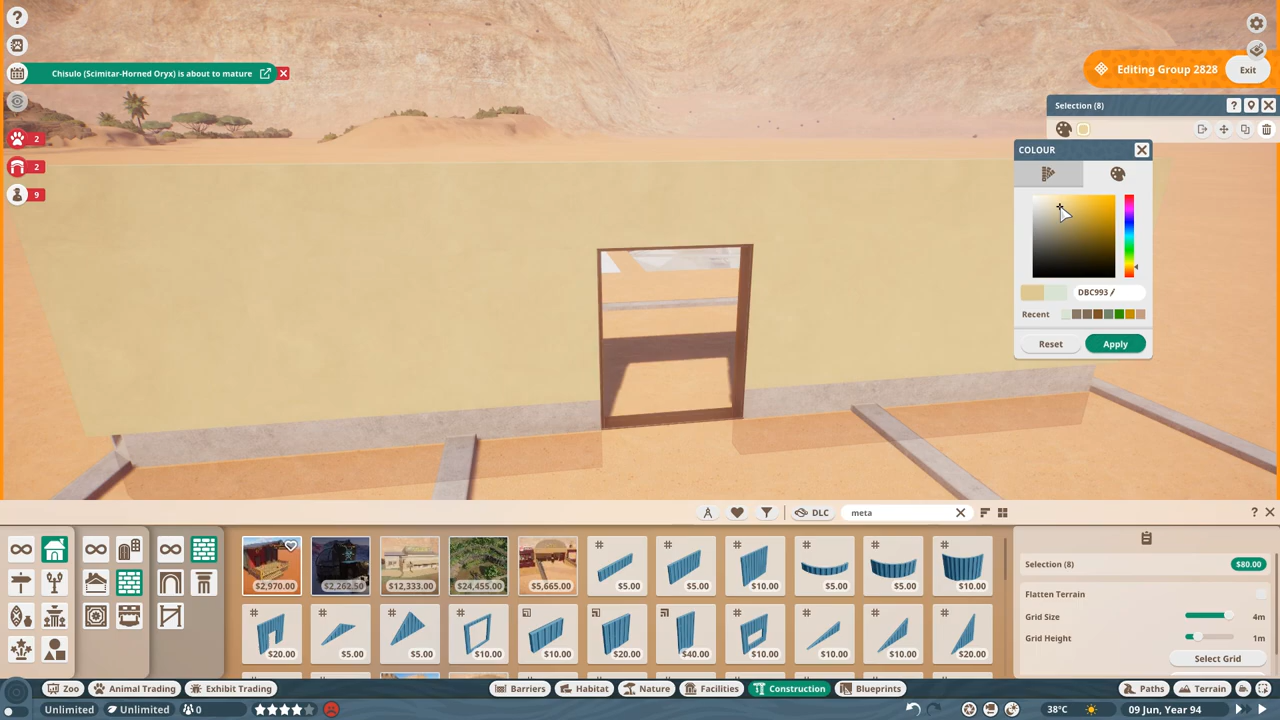 ?
Chisulo (Scimitar-Horned Oryx) is about to mature
2
2
9
Editing Group 2828
Exit
Selection (8)
?
COLOUR
DBC993
Recent
Reset
Apply
DLC
meta
?
$2,970.00
$2,262.50
$12,333.00
$24,455.00
$5,665.00
$5.00
$5.00
$10.00
$5.00
$5.00
$10.00
$20.00
$5.00
$5.00
$10.00
$10.00
$20.00
$40.00
$10.00
$10.00
$10.00
$20.00
Selection (8)
$80.00
Flatten Terrain
Grid Size
4m
Grid Height
1m
Select Grid
Zoo
Animal Trading
Exhibit Trading
Barriers
Habitat
Nature
Facilities
Construction
Blueprints
Paths
Terrain
Unlimited
Unlimited
0
38°C
09 Jun, Year 94